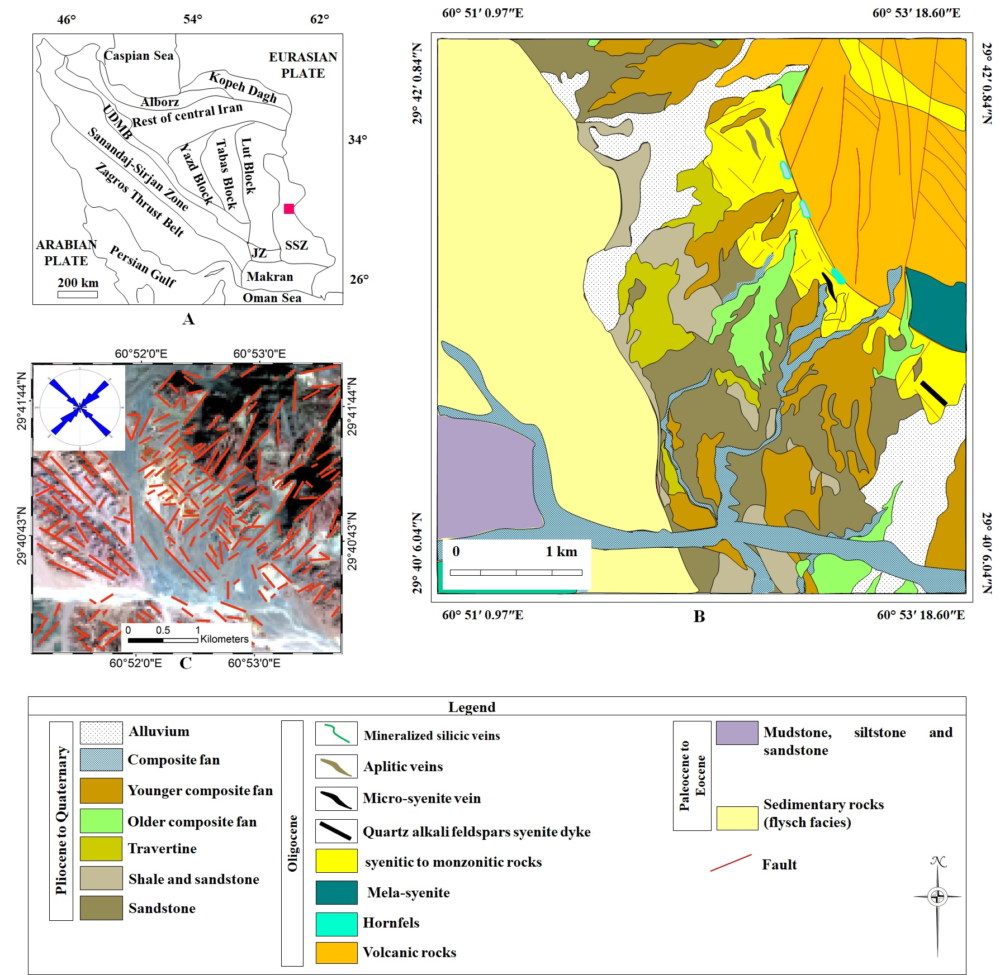 46°
54°
62°
Caspian Sea
EURASIAN
PLATE
Kopeh Dagh
Alborz
Rest of central Iran
UDMB
Sanandaj-Sirjan Zone
Zagros Thrust Belt
Yazd Block
Tabas Block
Lut Block
34°
ARABIAN
PLATE
Persian Gulf
JZ
SSZ
Makran
Oman Sea
26°
200 km
A
60° 51′ 0.97″E
60° 53′ 18.60″E
29° 42′ 0.84″N
29° 42′ 0.84″N
29° 40′ 6.04″N
29° 40′ 6.04″N
0 1 km
60° 51′ 0.97″E
B
60° 53′ 18.60″E
60°52'0"E
60°53'0"E
29°41'44"N
29°41'44"N
29°40'43"N
29°40'43"N
0 0.5 1
Kilometers
60°52'0"E
C
60°53'0"E
Legend
Pliocene to Quaternary
Alluvium
Composite fan
Younger composite fan
Older composite fan
Travertine
Shale and sandstone
Sandstone
Oligocene
Mineralized silicic veins
Aplitic veins
Micro-syenite vein
Quartz alkali feldspars syenite dyke
syenitic to monzonitic rocks
Mela-syenite
Hornfels
Volcanic rocks
Paleocene to
Eocene
Mudstone, siltstone and
sandstone
Sedimentary rocks
(flysch facies)
Fault
N